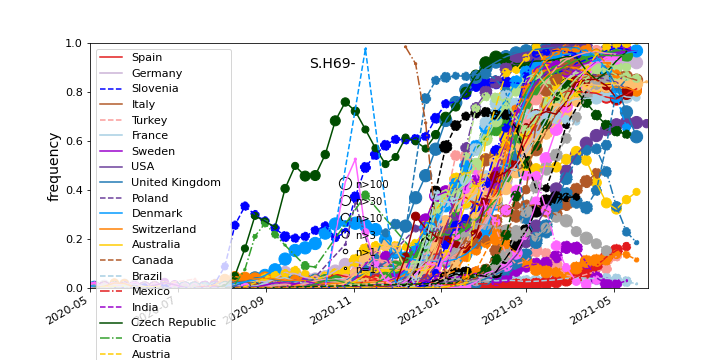 1.0
0.8
0.6
0.4
0.2
0.0
frequency
S.H69-
Spain
Germany
Slovenia
Italy
Turkey
France
Sweden
USA
United Kingdom
Poland
Denmark
Switzerland
Australia
Canada
Brazil
Mexico
India
Czech Republic
Croatia
Austria
n>100
n>30
n>10
n>3
n=1
2020-05
2020-09
2020-11
2021-01
2021-03
2021-05